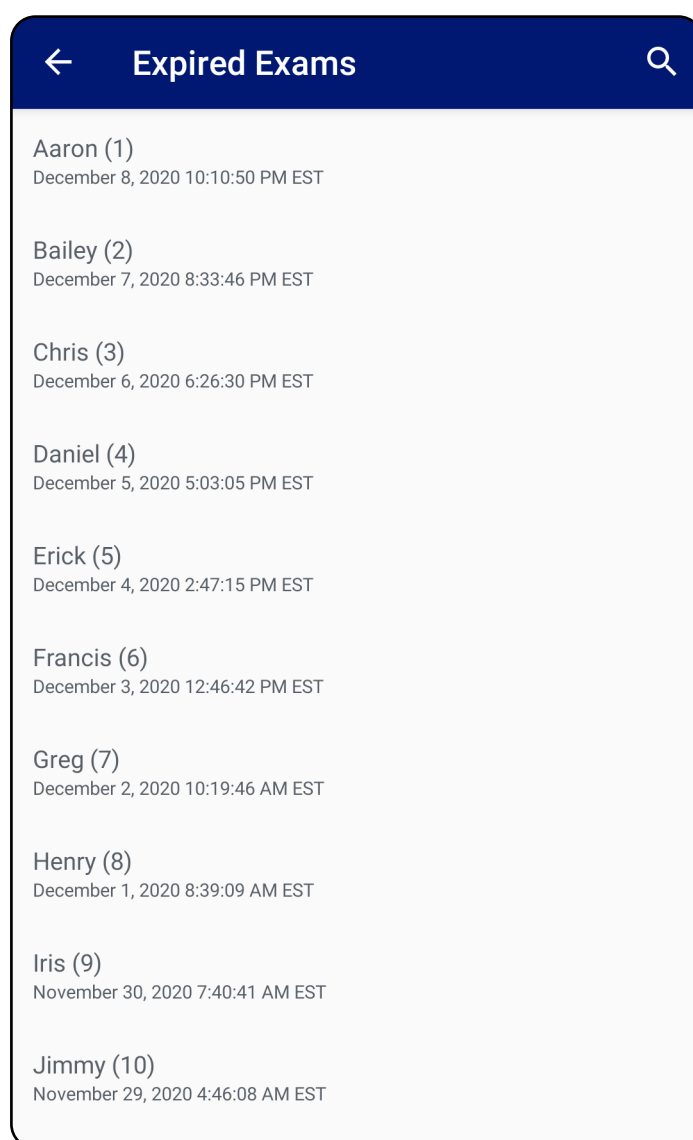 Expired Exams
Aaron (1)
December 8, 2020 10:10:50 PM EST
Bailey (2)
December 7, 2020 8:33:46 PM EST
Chris (3)
December 6, 2020 6:26:30 PM EST
Daniel (4)
December 5, 2020 5:03:05 PM EST
Erick (5)
December 4, 2020 2:47:15 PM EST
Francis (6)
December 3, 2020 12:46:42 PM EST
Greg (7)
December 2, 2020 10:19:46 AM EST
Henry (8)
December 1, 2020 8:39:09 AM EST
Iris (9)
November 30, 2020 7:40:41 AM EST
Jimmy (10)
November 29, 2020 4:46:08 AM EST